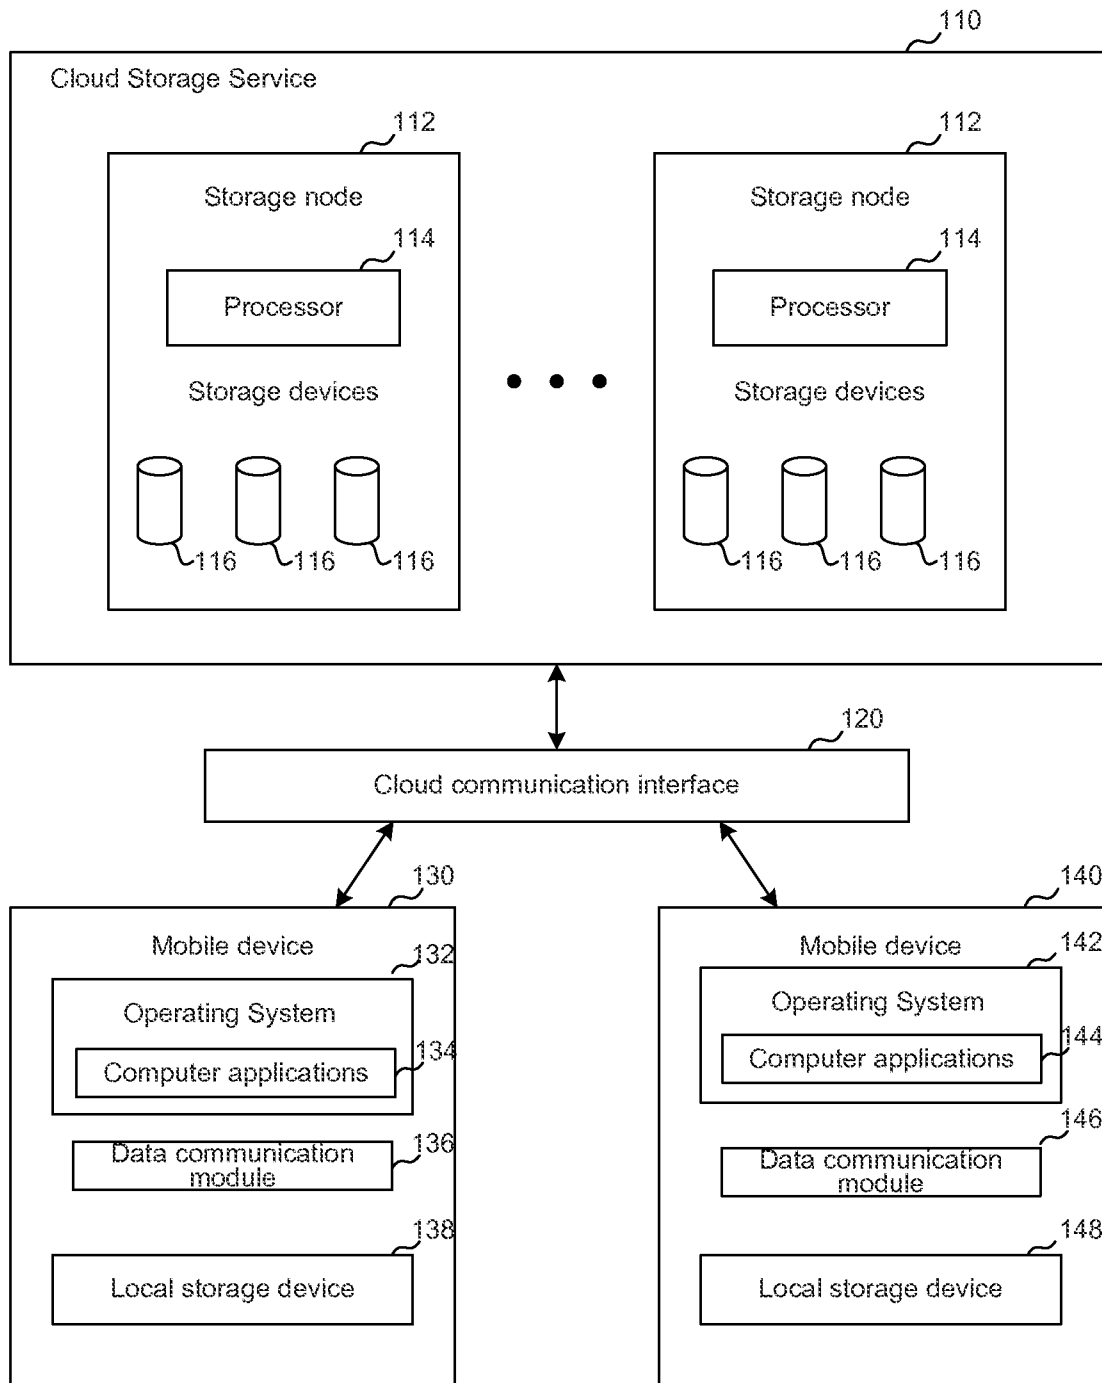 110
Cloud Storage Service
112
112
Storage node
Storage node
114
114
Processor
Processor
Storage devices
Storage devices
116
116
116
116
116
116
120
Cloud communication interface
130
140
Mobile device
Mobile device
132
142
Operating System
Operating System
134
144
Computer applications
Computer applications
136
146
Data communication
module
Data communication
module
138
148
Local storage device
Local storage device